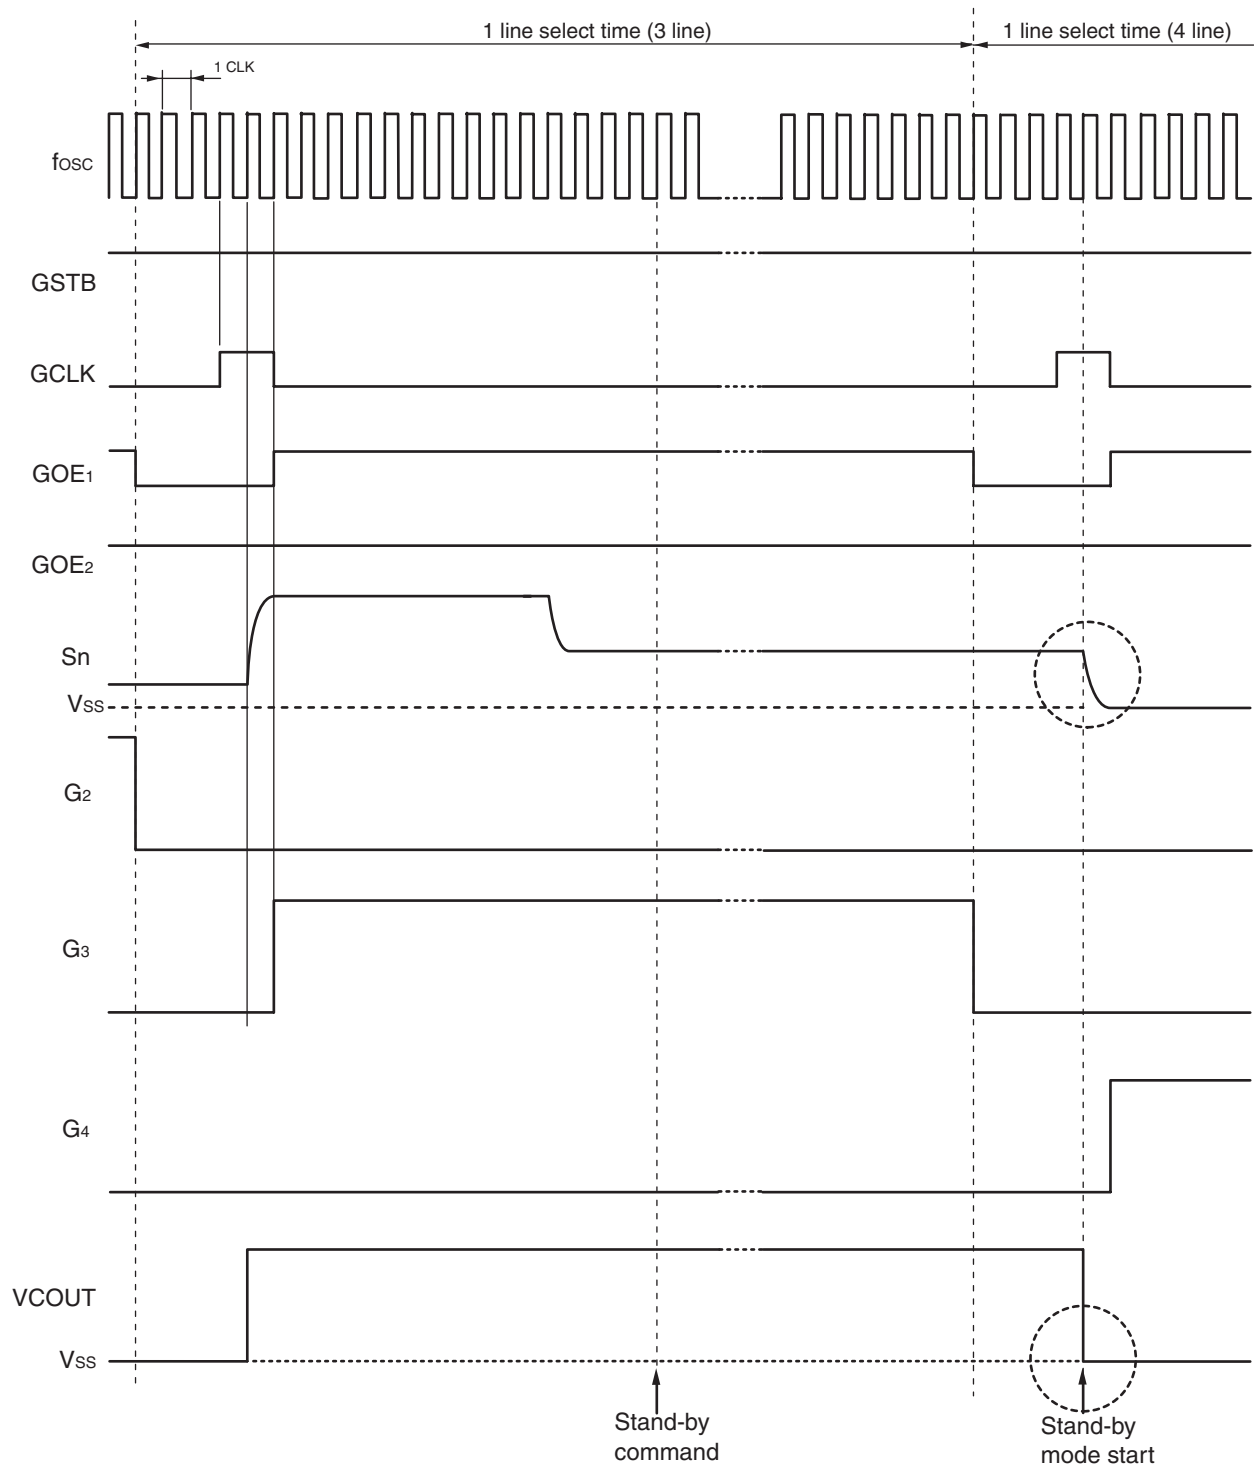 1 line select time (3 line)
1 line select time (4 line)
1 CLK
fosc
GSTB
GCLK
GOE1
GOE2
Sn
Vss
G2
G3
G4
VCOUT
Vss
Stand-by
command
Stand-by
mode start